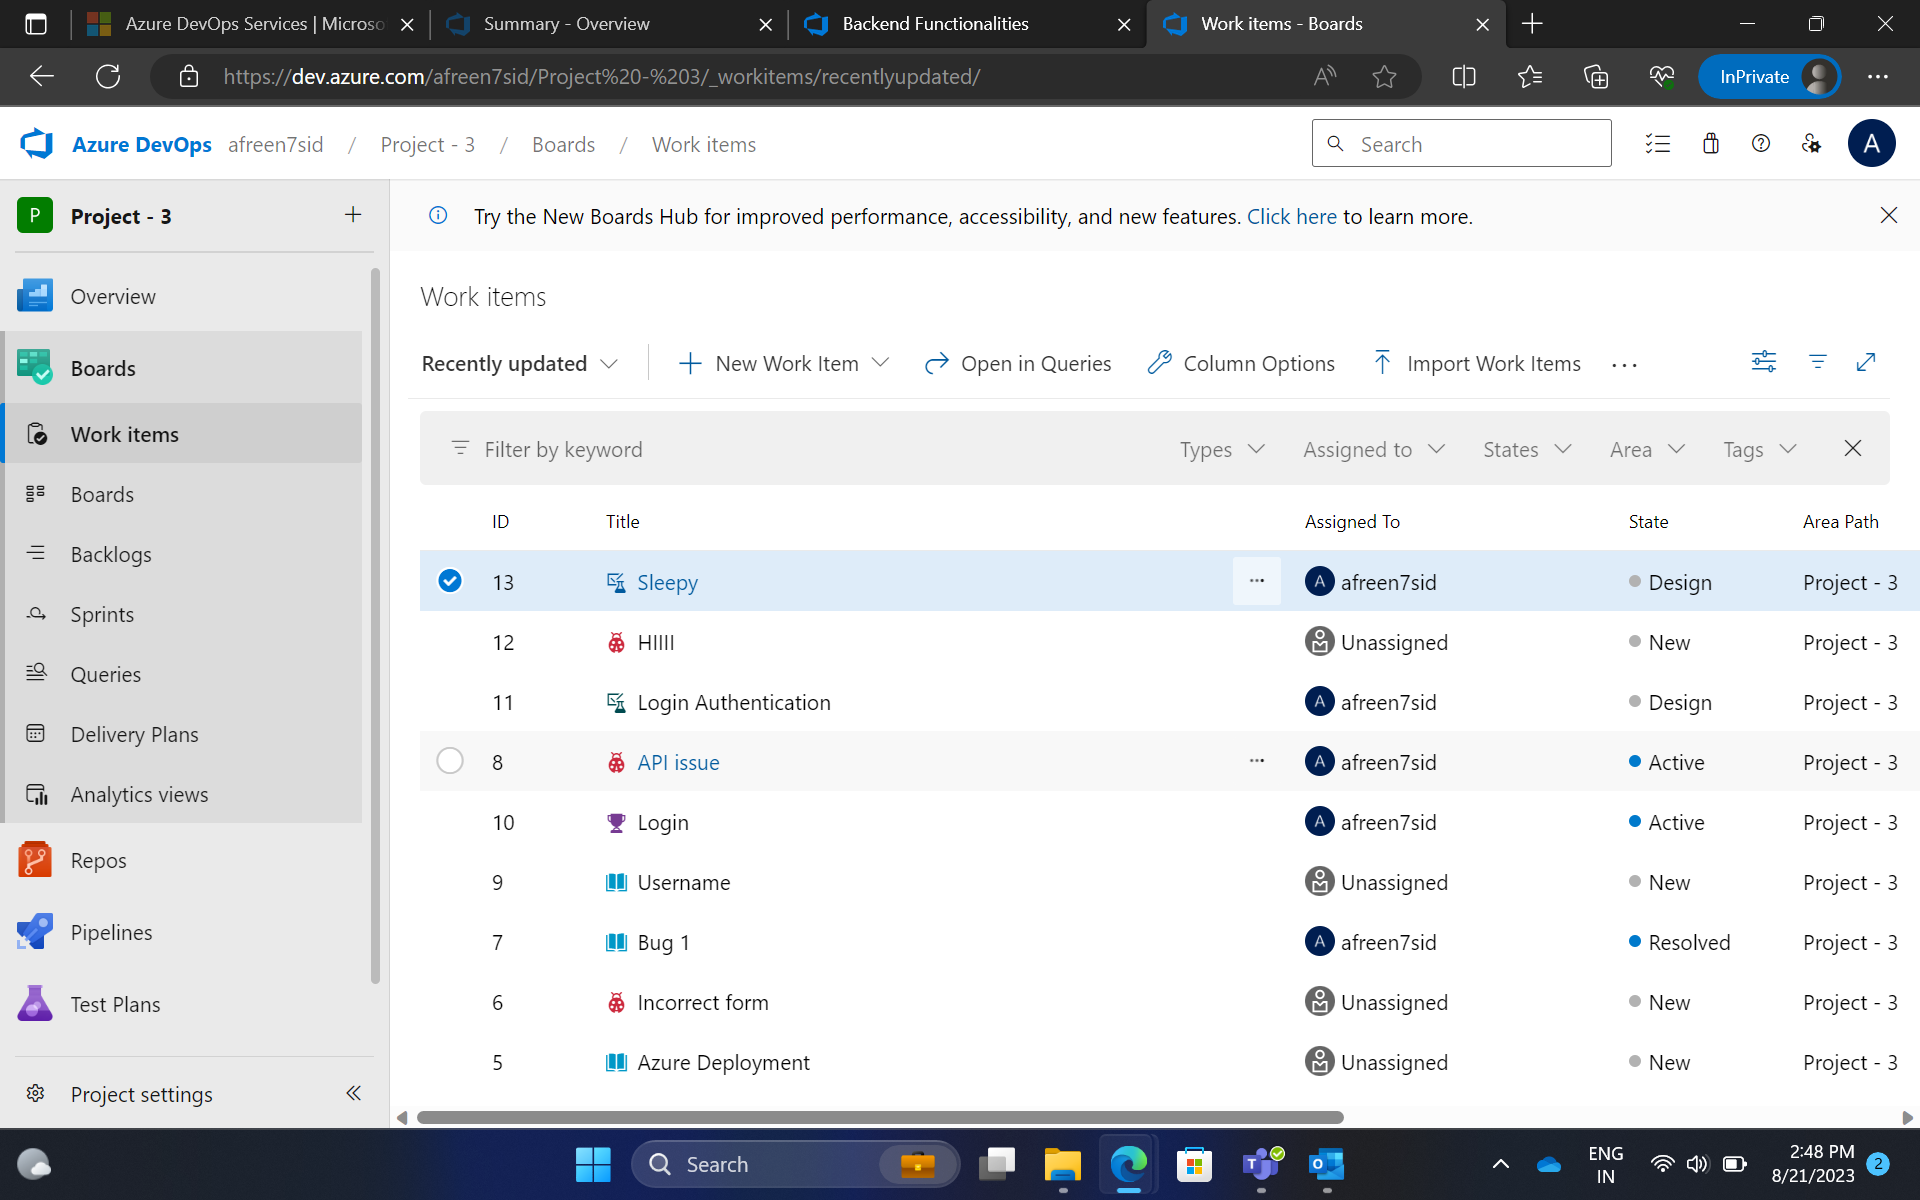 Azure DevOps Services | Microso
Summary - Overview
Backend Functionalities
Work items - Boards
https://dev.azure.com/afreen7sid/Project%20-%203/_workitems/recentlyupdated/
InPrivate
Azure DevOps afreen7sid / Project - 3 / Boards / Work items
Search
A
P Project - 3
Try the New Boards Hub for improved performance, accessibility, and new features. Click here to learn more.
Overview
Boards
Work items
Boards
Backlogs
Sprints
Queries
Delivery Plans
Analytics views
Repos
Pipelines
Test Plans
Project settings
Work items
Recently updated New Work Item Open in Queries Column Options Import Work Items
Filter by keyword Types Assigned to States Area Tags
ID Title Assigned To State Area Path
13 Sleepy A afreen7sid Design Project - 3
12 HIIII Unassigned New Project - 3
11 Login Authentication A afreen7sid Design Project - 3
8 API issue A afreen7sid Active Project - 3
10 Login A afreen7sid Active Project - 3
9 Username Unassigned New Project - 3
7 Bug 1 A afreen7sid Resolved Project - 3
6 Incorrect form Unassigned New Project - 3
5 Azure Deployment Unassigned New Project - 3
Search
ENG
IN
2:48 PM
8/21/2023
2